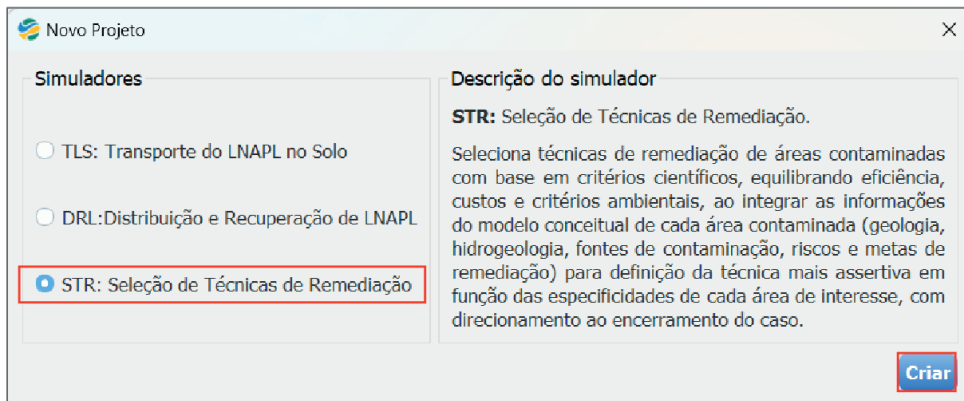 Novo Projeto
Simuladores
TLS: Transporte do LNAPL no Solo
DRL:Distribuição e Recuperação de LNAPL
STR: Seleção de Técnicas de Remediação
Descrição do simulador
STR: Seleção de Técnicas de Remediação.
Seleciona técnicas de remediação de áreas contaminadas
com base em critérios científicos, equilibrando eficiência,
custos e critérios ambientais, ao integrar as informações
do modelo conceitual de cada área contaminada (geologia,
hidrogeologia, fontes de contaminação, riscos e metas de
remediação) para definição da técnica mais assertiva em
função das especificidades de cada área de interesse, com
direcionamento ao encerramento do caso.
Criar